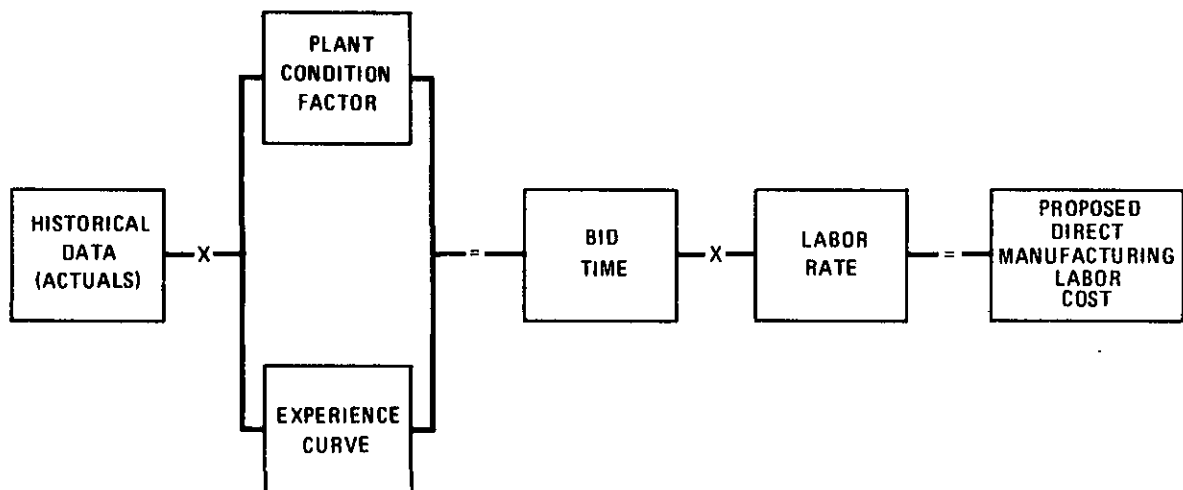 PLANT
CONDITION
FACTOR
HISTORICAL
DATA
(ACTUALS)
X
=
BID
TIME
X
LABOR
RATE
=
PROPOSED
DIRECT
MANUFACTURING
LABOR
COST
EXPERIENCE
CURVE